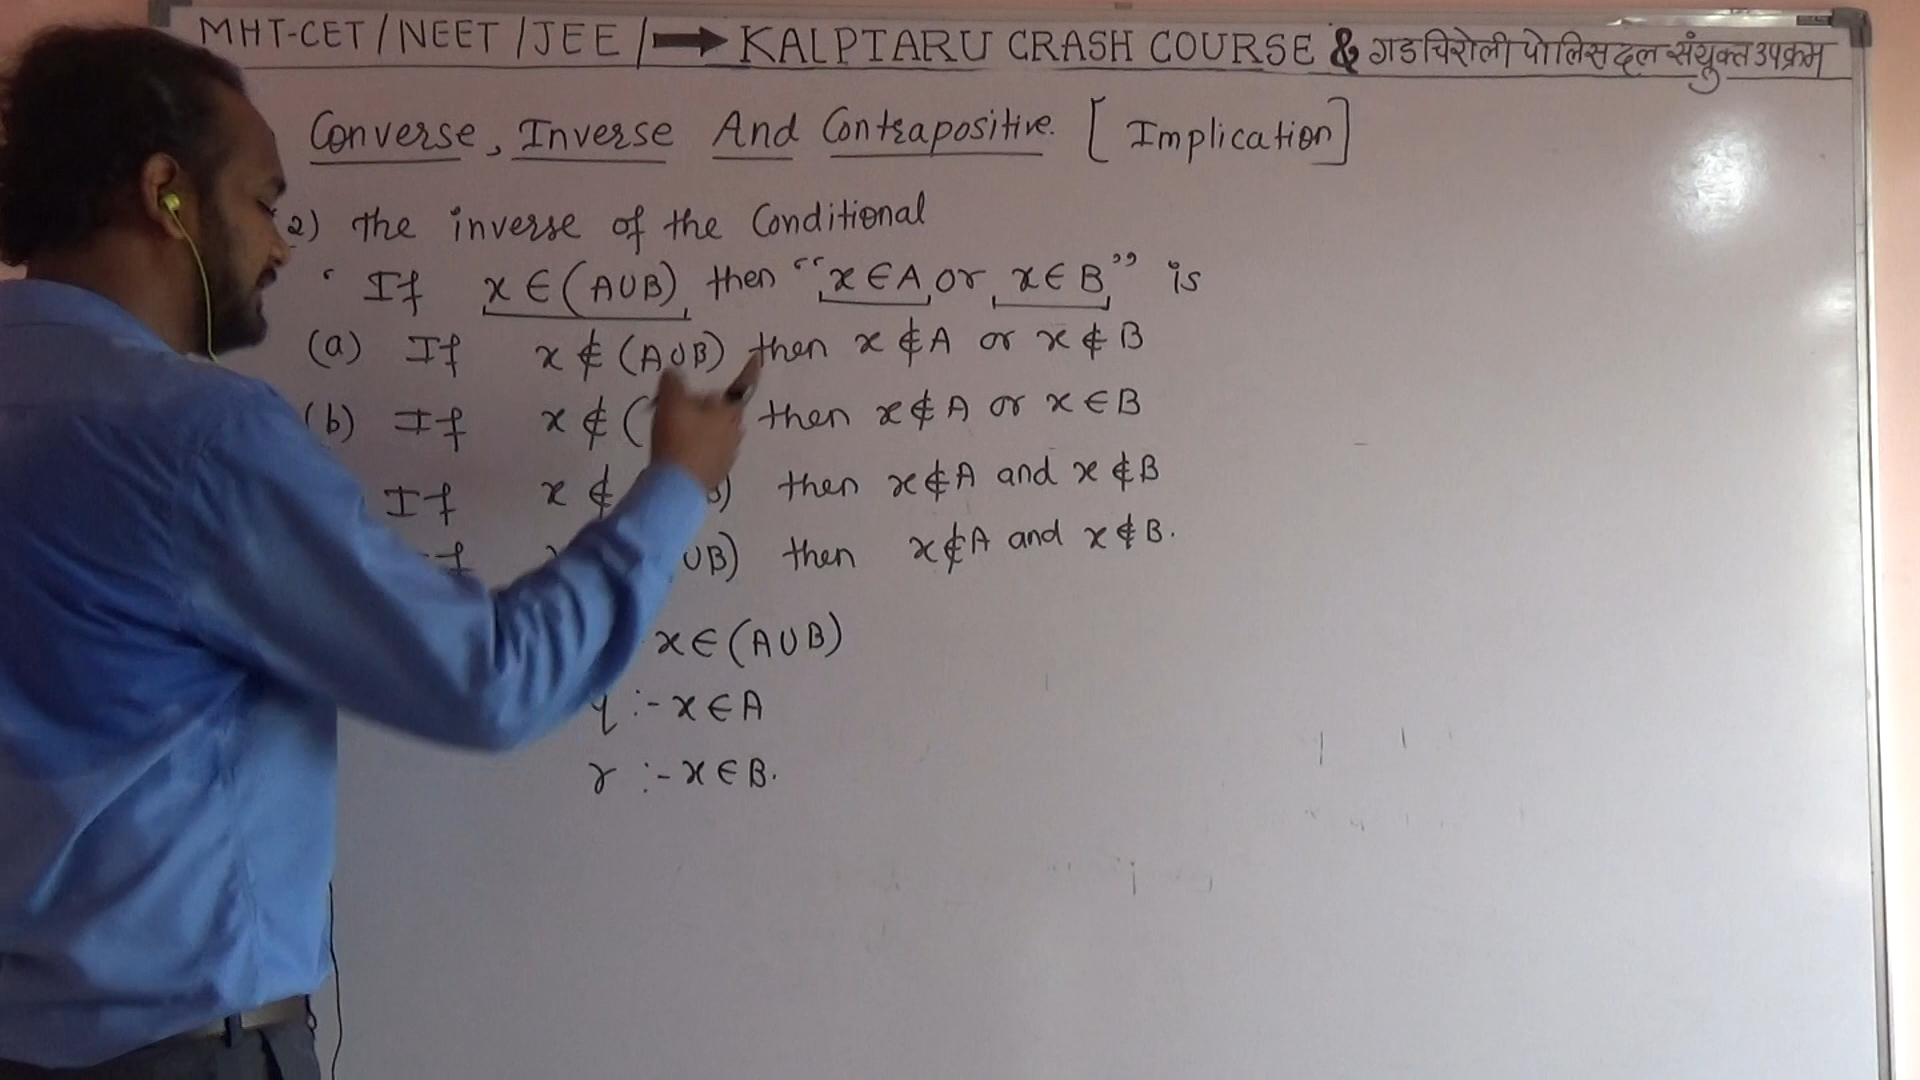 MHT-CET / NEET / JEE / → KALPTARU CRASH COURSE & गडचिरोली पोलिस दल संयुक्त उपक्रम
Converse, Inverse And Contrapositive. [Implication]
2) the inverse of the Conditional
" If x ∈ (A∪B) then "x ∈ A or x ∈ B" is
(a) If x ∉ (A∪B) then x ∉ A or x ∉ B
(b) If x ∉ ( then x ∉ A or x ∈ B
If x ∉ B) then x ∉ A and x ∉ B
If ∪B) then x ∉ A and x ∉ B.
x ∈ (A∪B)
q :- x ∈ A
r :- x ∈ B.